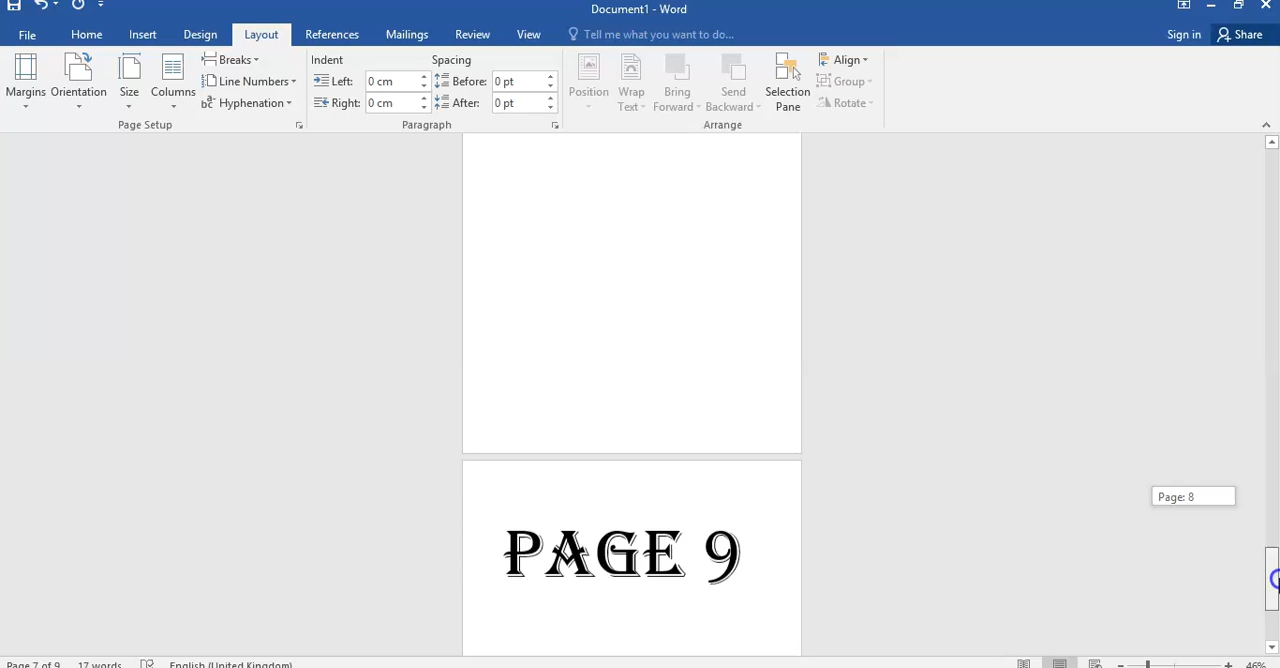 Document1 - Word
File Home Insert Design Layout References Mailings Review View Tell me what you want to do... Sign in Share
Margins Orientation Size Columns Breaks Line Numbers Hyphenation
Page Setup
Indent Spacing
Left: 0 cm Before: 0 pt
Right: 0 cm After: 0 pt
Paragraph
Position Wrap Text Bring Forward Send Backward Selection Pane Align Group Rotate
Arrange
Page: 8
PAGE 9
Page 7 of 9 17 words English (United Kingdom) 46%